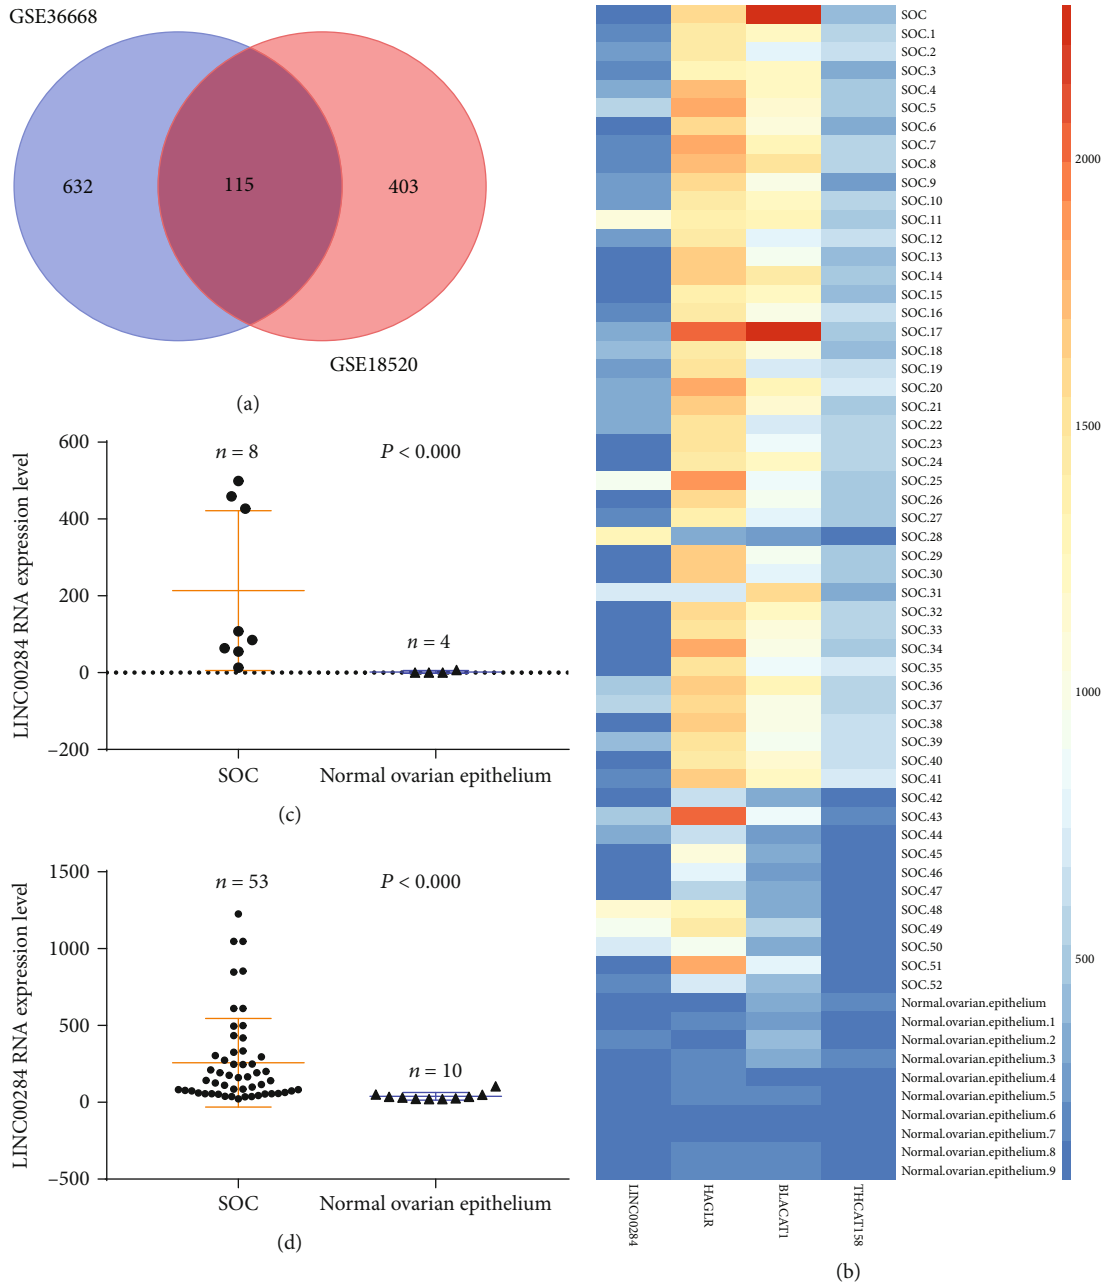 GSE36668
632
115
403
GSE18520
(a)
600
400
200
0
−200
LINC00284 RNA expression level
n = 8
P < 0.000
n = 4
SOC
Normal ovarian epithelium
(c)
1500
1000
500
0
−500
LINC00284 RNA expression level
n = 53
P < 0.000
n = 10
SOC
Normal ovarian epithelium
(d)
SOC
SOC.1
SOC.2
SOC.3
SOC.4
SOC.5
SOC.6
SOC.7
SOC.8
SOC.9
SOC.10
SOC.11
SOC.12
SOC.13
SOC.14
SOC.15
SOC.16
SOC.17
SOC.18
SOC.19
SOC.20
SOC.21
SOC.22
SOC.23
SOC.24
SOC.25
SOC.26
SOC.27
SOC.28
SOC.29
SOC.30
SOC.31
SOC.32
SOC.33
SOC.34
SOC.35
SOC.36
SOC.37
SOC.38
SOC.39
SOC.40
SOC.41
SOC.42
SOC.43
SOC.44
SOC.45
SOC.46
SOC.47
SOC.48
SOC.49
SOC.50
SOC.51
SOC.52
Normal.ovarian.epithelium
Normal.ovarian.epithelium.1
Normal.ovarian.epithelium.2
Normal.ovarian.epithelium.3
Normal.ovarian.epithelium.4
Normal.ovarian.epithelium.5
Normal.ovarian.epithelium.6
Normal.ovarian.epithelium.7
Normal.ovarian.epithelium.8
Normal.ovarian.epithelium.9
2000
1500
1000
500
LINC00284
HAGLR
BLACAT1
THCAT158
(b)